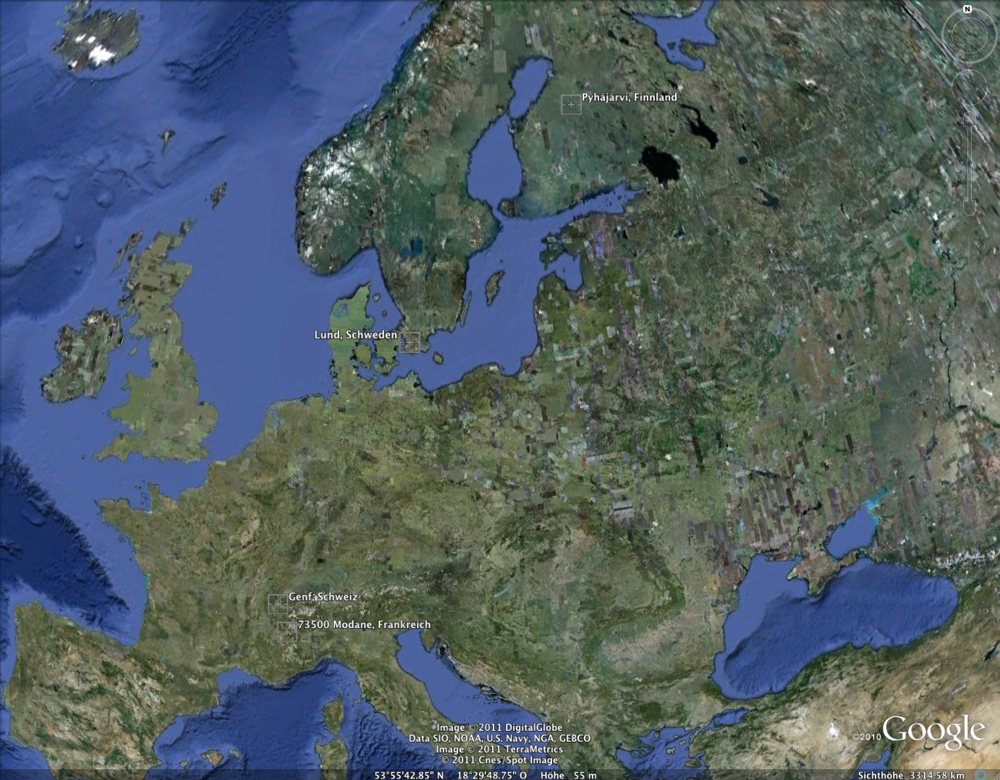 N
Pyhäjärvi, Finnland
Lund, Schweden
Genf, Schweiz
73500 Modane, Frankreich
Image © 2011 DigitalGlobe
Data SIO, NOAA, U.S. Navy, NGA, GEBCO
Image © 2011 TerraMetrics
© 2011 Cnes/Spot Image
©2010 Google
53°55'42.85" N 18°29'48.75" O Höhe 55 m
Sichthöhe 3314.58 km